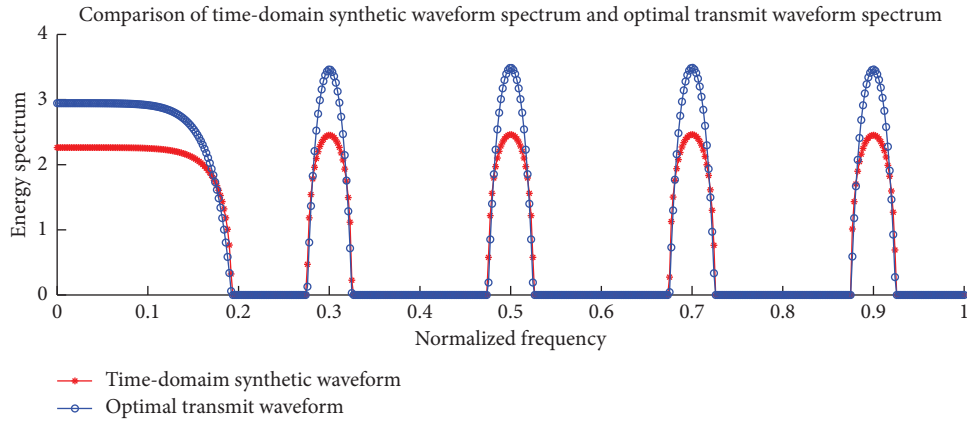 Comparison of time-domain synthetic waveform spectrum and optimal transmit waveform spectrum
4
3
2
1
0
Energy spectrum
0 0.1 0.2 0.3 0.4 0.5 0.6 0.7 0.8 0.9 1
Normalized frequency
Time-domaim synthetic waveform
Optimal transmit waveform